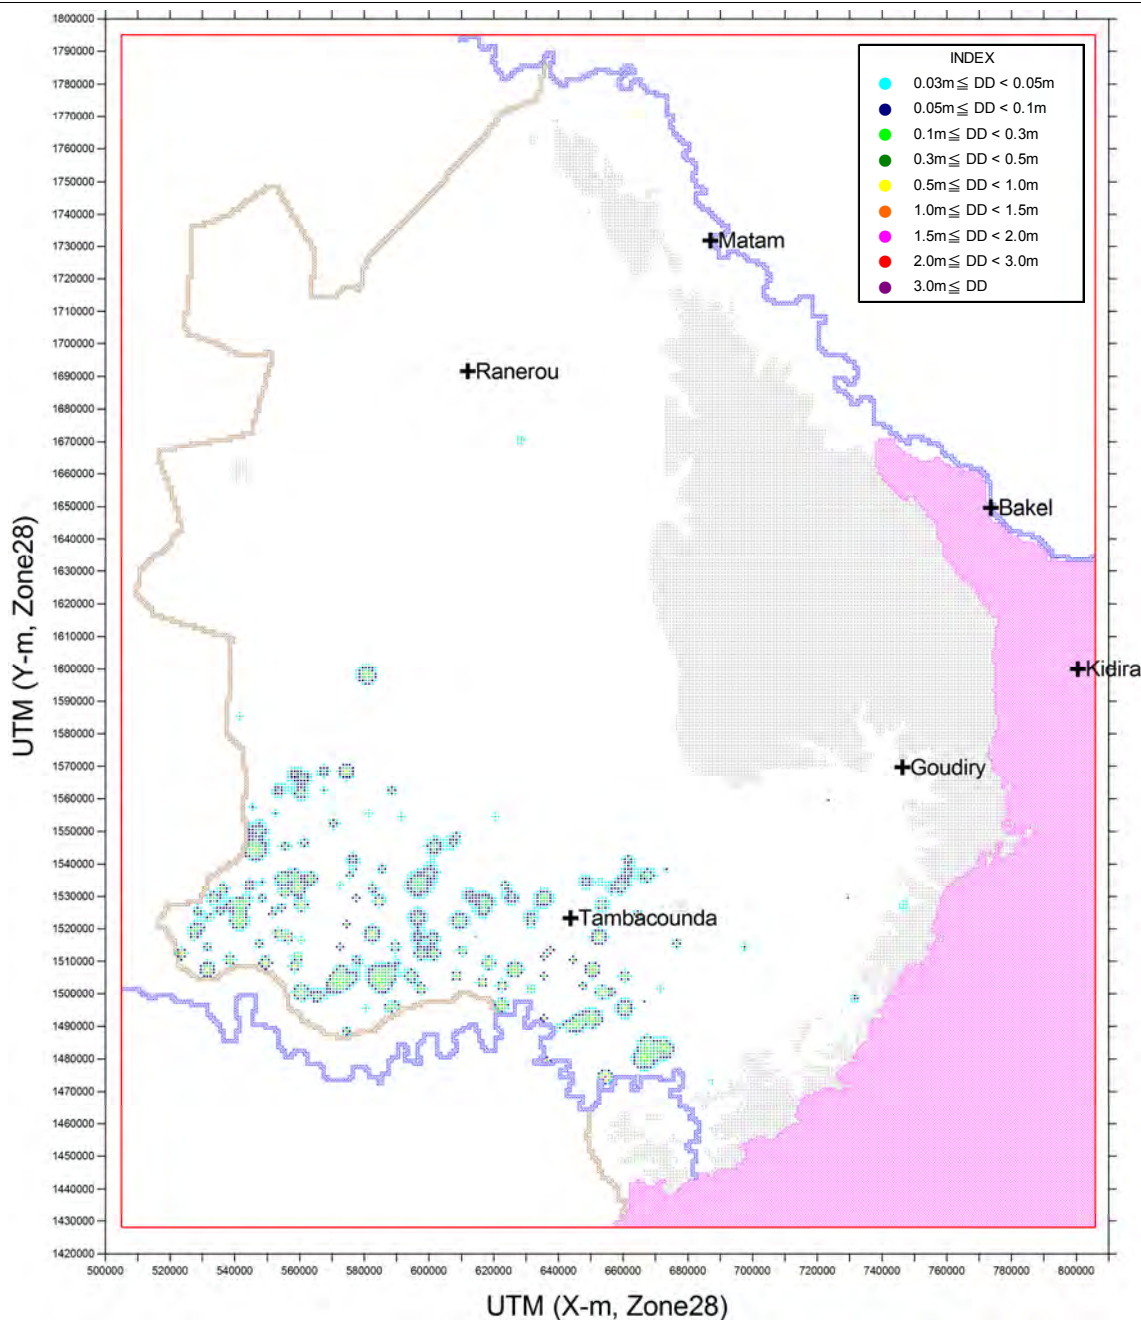 1800000
1790000
1780000
1770000
1760000
1750000
1740000
1730000
1720000
1710000
1700000
1690000
1680000
1670000
1660000
1650000
1640000
1630000
1620000
1610000
1600000
1590000
1580000
1570000
1560000
1550000
1540000
1530000
1520000
1510000
1500000
1490000
1480000
1470000
1460000
1450000
1440000
1430000
1420000
UTM (Y-m, Zone28)
INDEX
0.03m≦ DD < 0.05m
0.05m≦ DD < 0.1m
0.1m≦ DD < 0.3m
0.3m≦ DD < 0.5m
0.5m≦ DD < 1.0m
1.0m≦ DD < 1.5m
1.5m≦ DD < 2.0m
2.0m≦ DD < 3.0m
3.0m≦ DD
Matam
Ranerou
Bakel
Kidira
Goudiry
Tambacounda
500000 520000 540000 560000 580000 600000 620000 640000 660000 680000 700000 720000 740000 760000 780000 800000
UTM (X-m, Zone28)